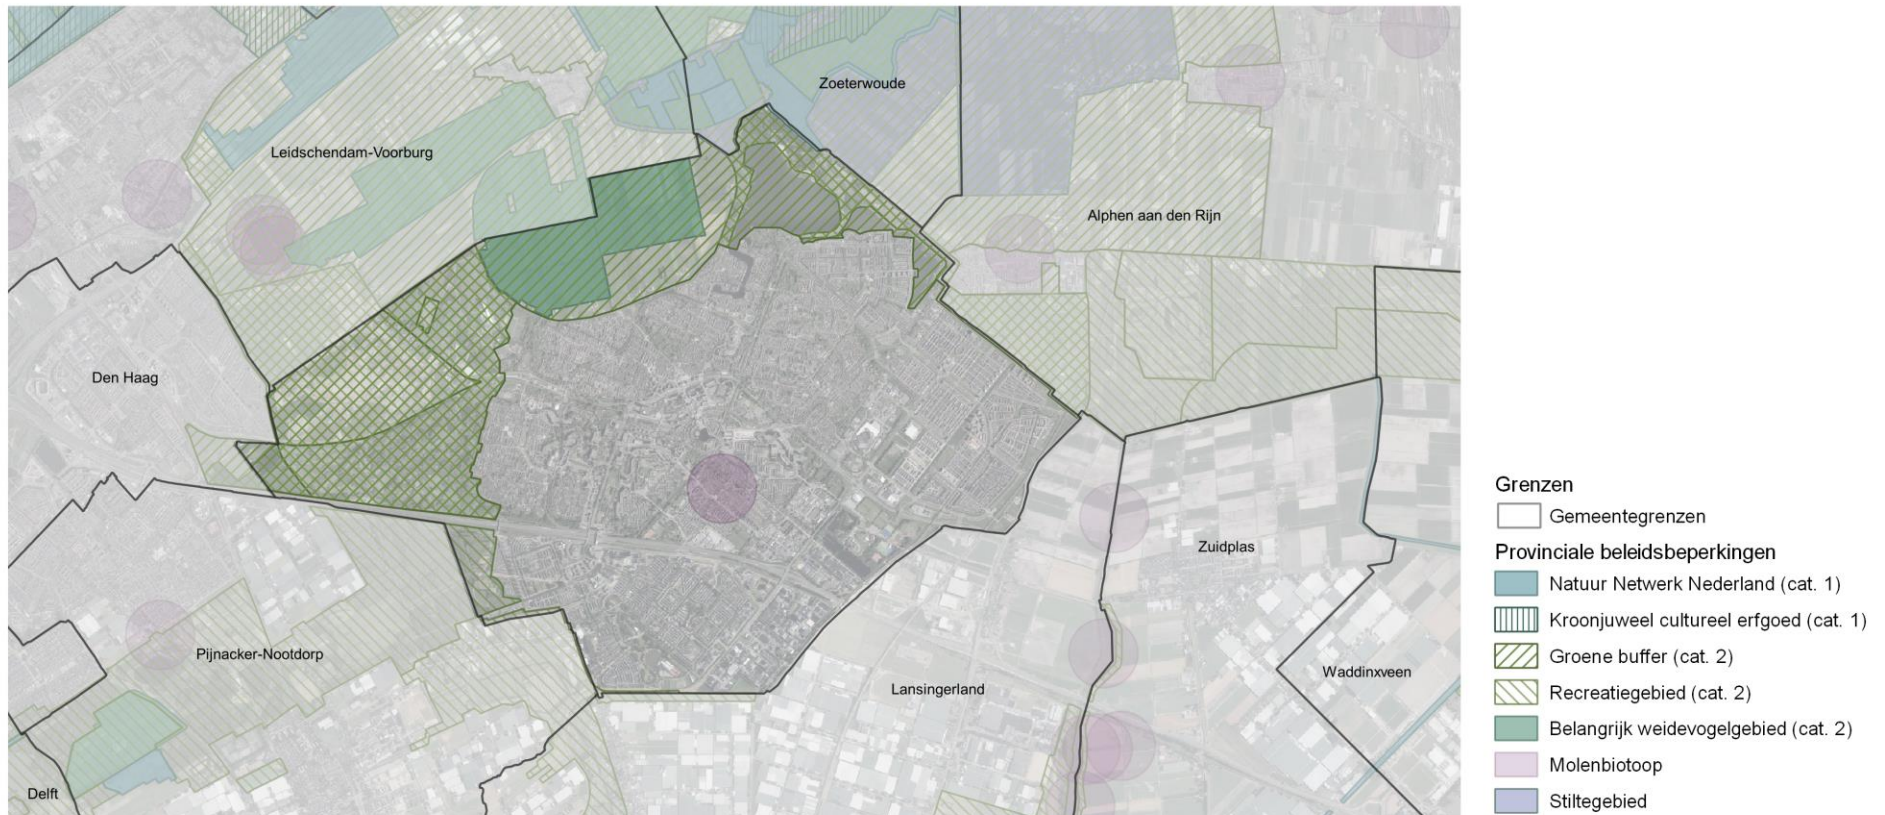 Zoeterwoude
Leidschendam-Voorburg
Alphen aan den Rijn
Den Haag
Zuidplas
Pijnacker-Nootdorp
Waddinxveen
Lansingerland
Delft
Grenzen
Gemeentegrenzen
Provinciale beleidsbeperkingen
Natuur Netwerk Nederland (cat. 1)
Kroonjuweel cultureel erfgoed (cat. 1)
Groene buffer (cat. 2)
Recreatiegebied (cat. 2)
Belangrijk weidevogelgebied (cat. 2)
Molenbiotoop
Stiltegebied